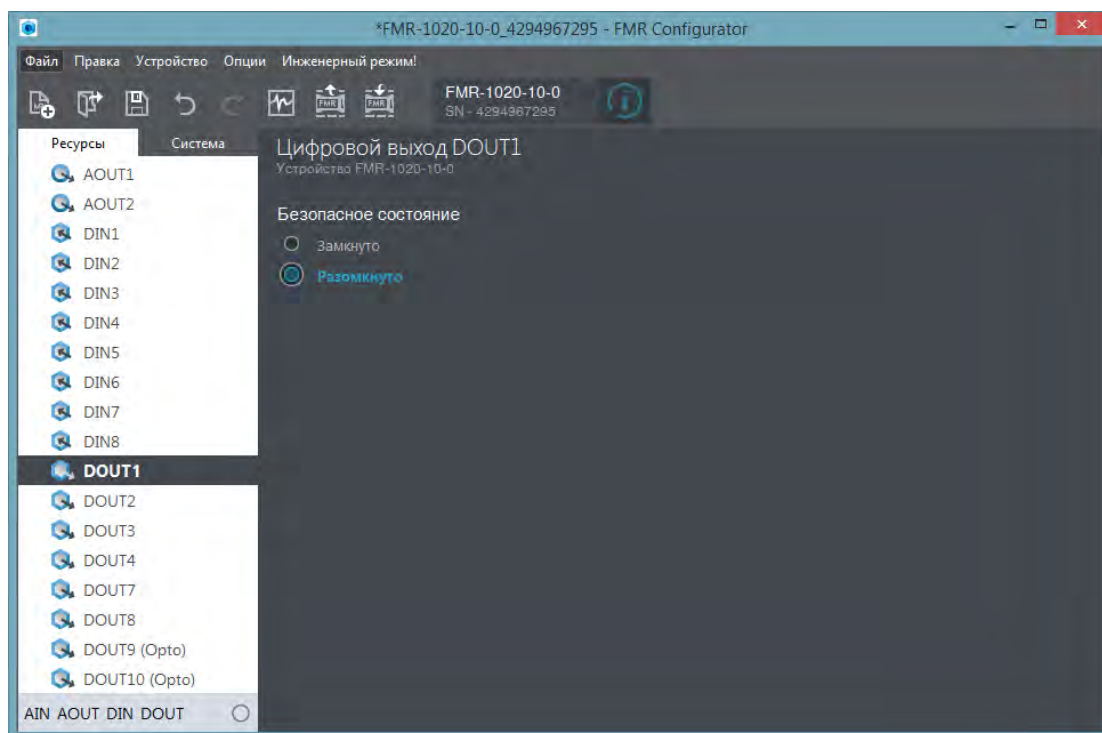 *FMR-1020-10-0_4294967295 - FMR Configurator
Файл Правка Устройство Опции Инженерный режим!
FMR FMR
FMR-1020-10-0
SN - 4294967295
Ресурсы Система
Цифровой выход DOUT1
Устройство FMR-1020-10-0
Безопасное состояние
Замкнуто
Разомкнуто
AOUT1
AOUT2
DIN1
DIN2
DIN3
DIN4
DIN5
DIN6
DIN7
DIN8
DOUT1
DOUT2
DOUT3
DOUT4
DOUT7
DOUT8
DOUT9 (Opto)
DOUT10 (Opto)
AIN AOUT DIN DOUT